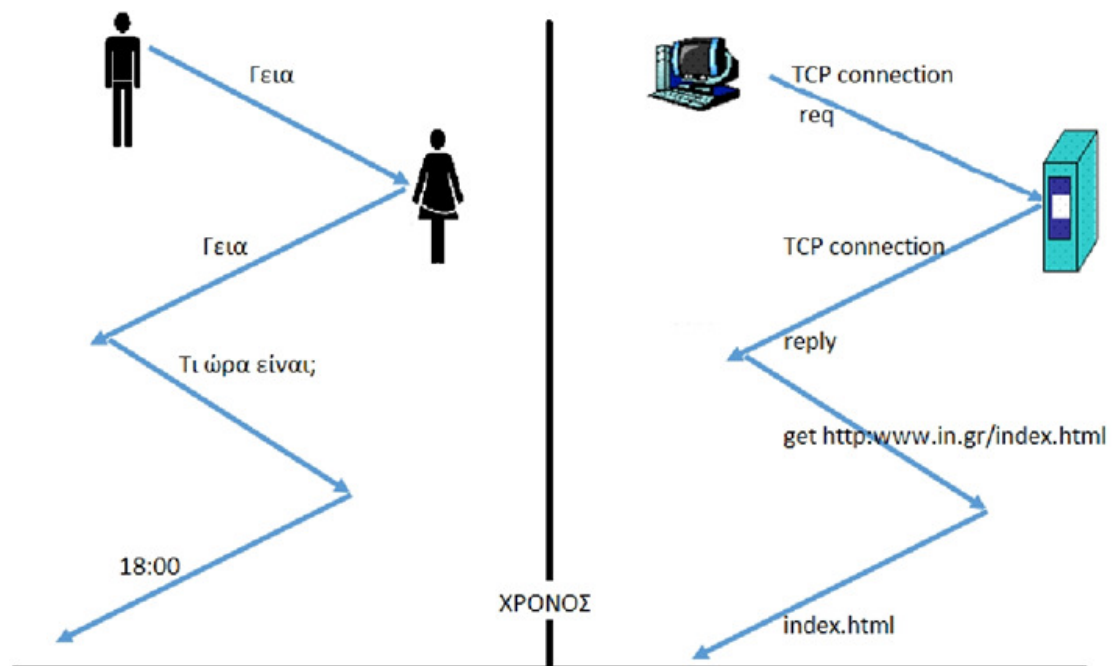 Γεια
Γεια
Τι ώρα είναι;
18:00
ΧΡΟΝΟΣ
TCP connection
req
TCP connection
reply
get http:www.in.gr/index.html
index.html